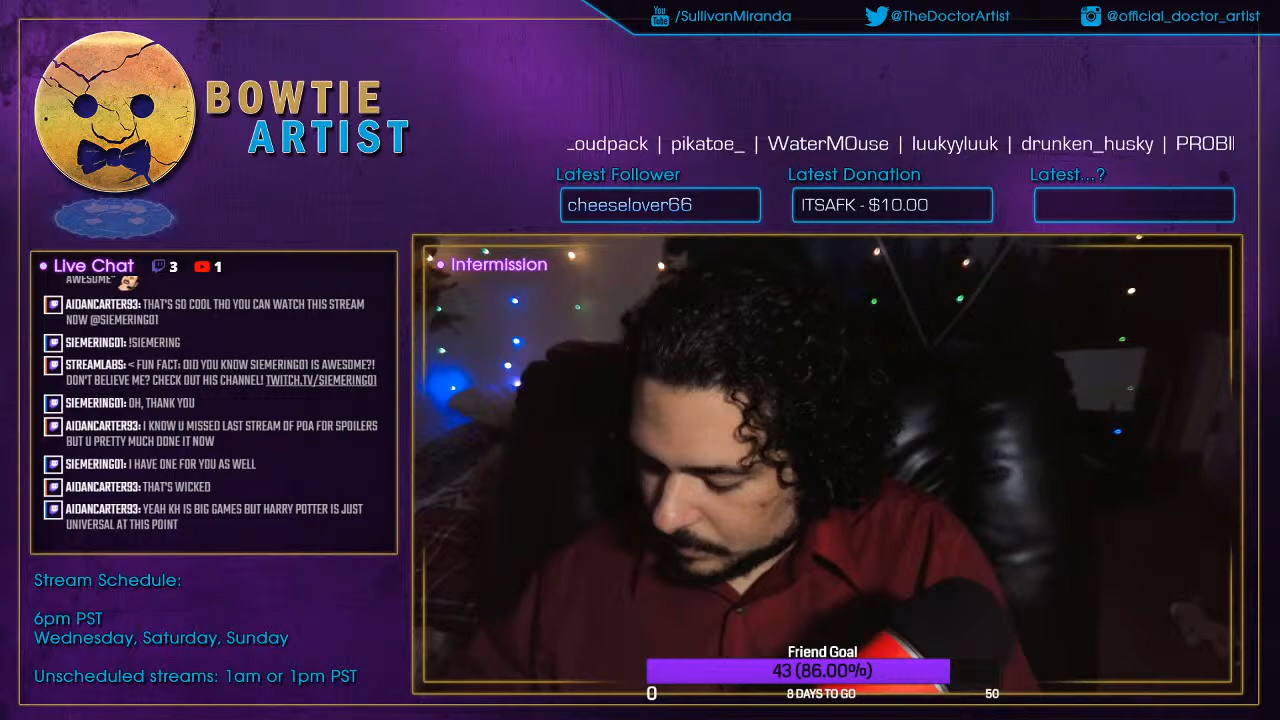 /SullivanMiranda
@TheDoctorArtist
@official_doctor_artist
BOWTIE
ARTIST
oudpack | pikatoe_ | WaterM0use | luukyyluuk | drunken_husky | PROBI
Latest Follower
Latest Donation
Latest...?
cheeselover66
ITSAFK - $10.00
Live Chat
3
1
AWESOME"
AIDANCARTER93: THAT'S SO COOL THO YOU CAN WATCH THIS STREAM
NOW @SIEMERING01
SIEMERING01: !SIEMERING
STREAMLABS: < FUN FACT: DID YOU KNOW SIEMERING01 IS AWESOME?!
DON'T BELIEVE ME? CHECK OUT HIS CHANNEL! TWITCH.TV/SIEMERING01
SIEMERING01: OH, THANK YOU
AIDANCARTER93: I KNOW U MISSED LAST STREAM OF POA FOR SPOILERS
BUT U PRETTY MUCH DONE IT NOW
SIEMERING01: I HAVE ONE FOR YOU AS WELL
AIDANCARTER93: THAT'S WICKED
AIDANCARTER93: YEAH KH IS BIG GAMES BUT HARRY POTTER IS JUST
UNIVERSAL AT THIS POINT
Intermission
Stream Schedule:
6pm PST
Wednesday, Saturday, Sunday
Unscheduled streams: 1am or 1pm PST
Friend Goal
43 (86.00%)
0
8 DAYS TO GO
50